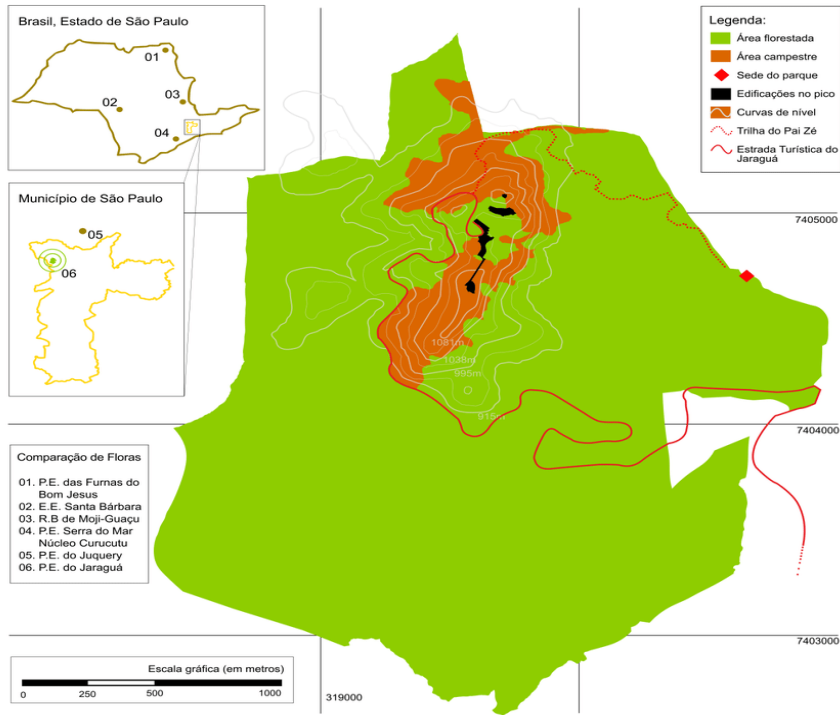 Brasil, Estado de São Paulo
01
02
03
04
Município de São Paulo
05
06
Comparação de Floras
01. P.E. das Furnas do
Bom Jesus
02. E.E. Santa Bárbara
03. R.B de Moji-Guaçu
04. P.E. Serra do Mar
Núcleo Curucutu
05. P.E. do Juquery
06. P.E. do Jaraguá
Escala gráfica (em metros)
0 250 500 1000
Legenda:
Área florestada
Área campestre
Sede do parque
Edificações no pico
Curvas de nível
Trilha do Pai Zé
Estrada Turística do
Jaraguá
7405000
1081m
1038m
995m
7404000
7403000
319000